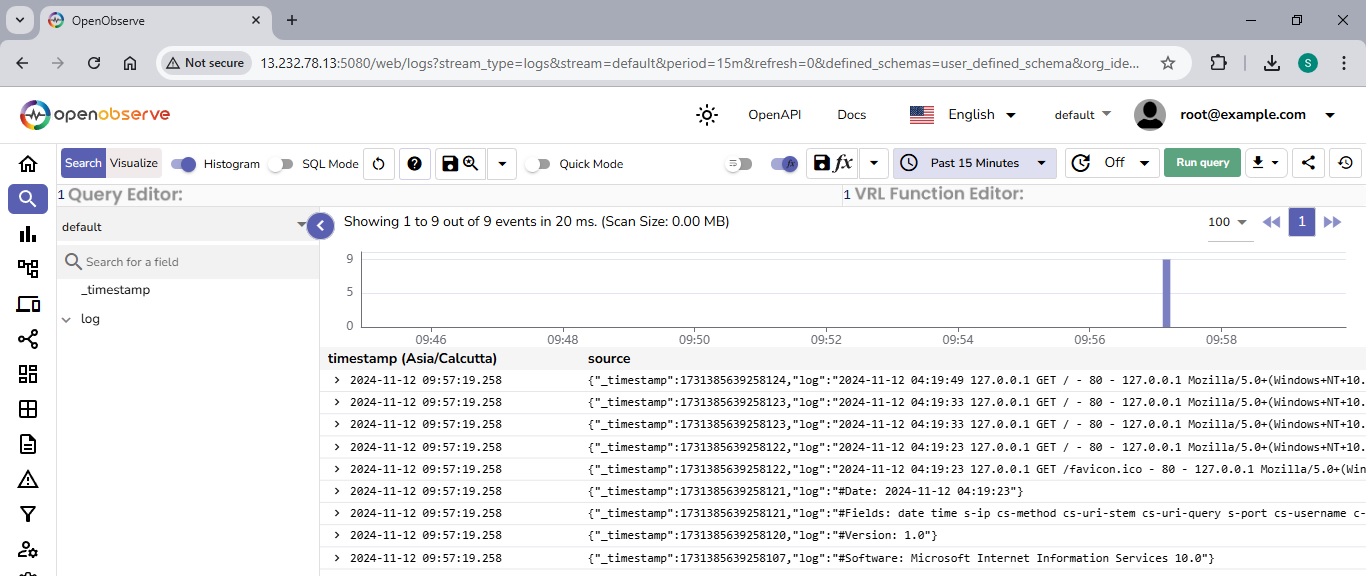 OpenObserve
Not secure 13.232.78.13:5080/web/logs?stream_type=logs&stream=default&period=15m&refresh=0&defined_schemas=user_defined_schema&org_ide...
S
openobserve OpenAPI Docs English default root@example.com
Search Visualize Histogram SQL Mode Quick Mode fx fx Past 15 Minutes Off Run query
1 Query Editor: 1 VRL Function Editor:
default Showing 1 to 9 out of 9 events in 20 ms. (Scan Size: 0.00 MB) 100 1
Search for a field
_timestamp
log
9
5
0
09:46 09:48 09:50 09:52 09:54 09:56 09:58
timestamp (Asia/Calcutta) source
2024-11-12 09:57:19.258 {"_timestamp":1731385639258124,"log":"2024-11-12 04:19:49 127.0.0.1 GET / - 80 - 127.0.0.1 Mozilla/5.0+(Windows+NT+10.
2024-11-12 09:57:19.258 {"_timestamp":1731385639258123,"log":"2024-11-12 04:19:33 127.0.0.1 GET / - 80 - 127.0.0.1 Mozilla/5.0+(Windows+NT+10.
2024-11-12 09:57:19.258 {"_timestamp":1731385639258123,"log":"2024-11-12 04:19:33 127.0.0.1 GET / - 80 - 127.0.0.1 Mozilla/5.0+(Windows+NT+10.
2024-11-12 09:57:19.258 {"_timestamp":1731385639258122,"log":"2024-11-12 04:19:23 127.0.0.1 GET / - 80 - 127.0.0.1 Mozilla/5.0+(Windows+NT+10.
2024-11-12 09:57:19.258 {"_timestamp":1731385639258122,"log":"2024-11-12 04:19:23 127.0.0.1 GET /favicon.ico - 80 - 127.0.0.1 Mozilla/5.0+(Win
2024-11-12 09:57:19.258 {"_timestamp":1731385639258121,"log":"#Date: 2024-11-12 04:19:23"}
2024-11-12 09:57:19.258 {"_timestamp":1731385639258121,"log":"#Fields: date time s-ip cs-method cs-uri-stem cs-uri-query s-port cs-username c-
2024-11-12 09:57:19.258 {"_timestamp":1731385639258120,"log":"#Version: 1.0"}
2024-11-12 09:57:19.258 {"_timestamp":1731385639258107,"log":"#Software: Microsoft Internet Information Services 10.0"}